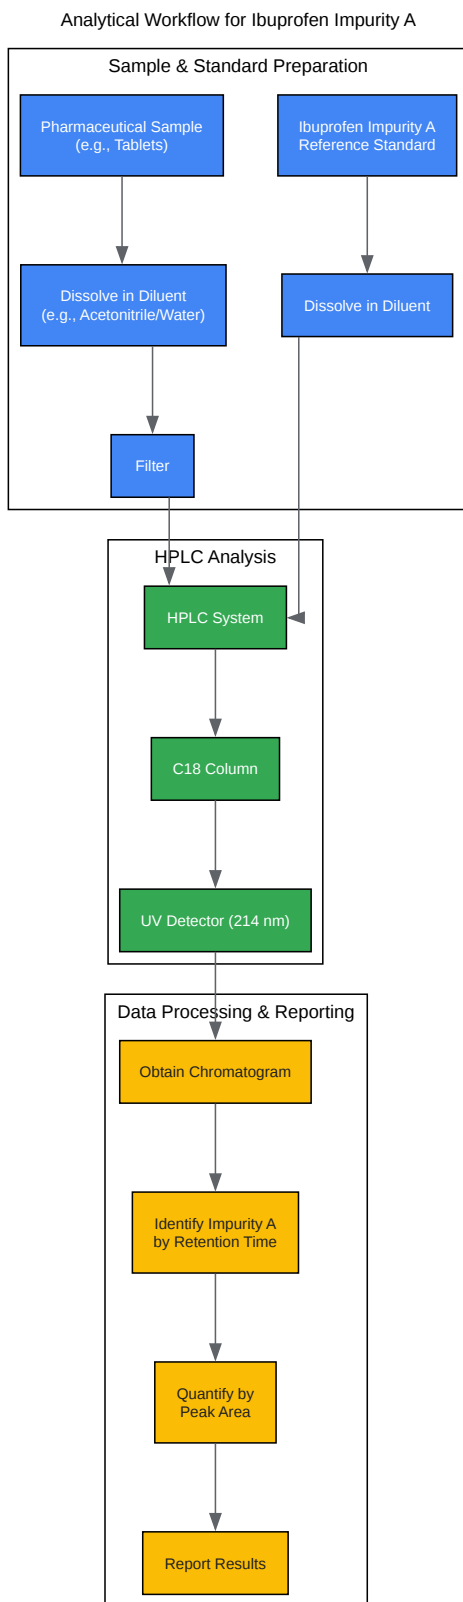 Analytical Workflow for Ibuprofen Impurity A
Sample & Standard Preparation
Pharmaceutical Sample
(e.g., Tablets)
Ibuprofen Impurity A
Reference Standard
Dissolve in Diluent
(e.g., Acetonitrile/Water)
Dissolve in Diluent
Filter
HPLC Analysis
HPLC System
C18 Column
UV Detector (214 nm)
Data Processing & Reporting
Obtain Chromatogram
Identify Impurity A
by Retention Time
Quantify by
Peak Area
Report Results